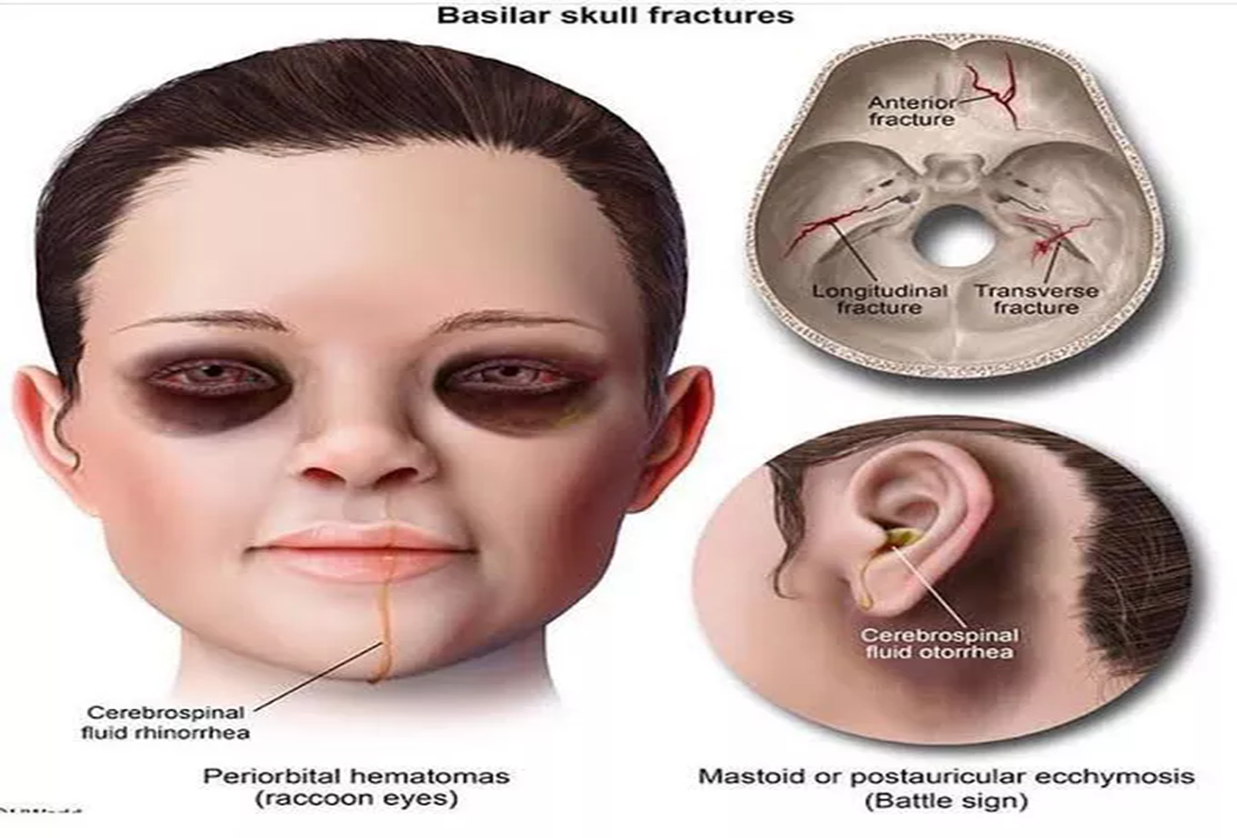 Basilar skull fractures
Anterior
fracture
Longitudinal
fracture
Transverse
fracture
Cerebrospinal
fluid otorrhea
Cerebrospinal
fluid rhinorrhea
Periorbital hematomas
(raccoon eyes)
Mastoid or postauricular ecchymosis
(Battle sign)